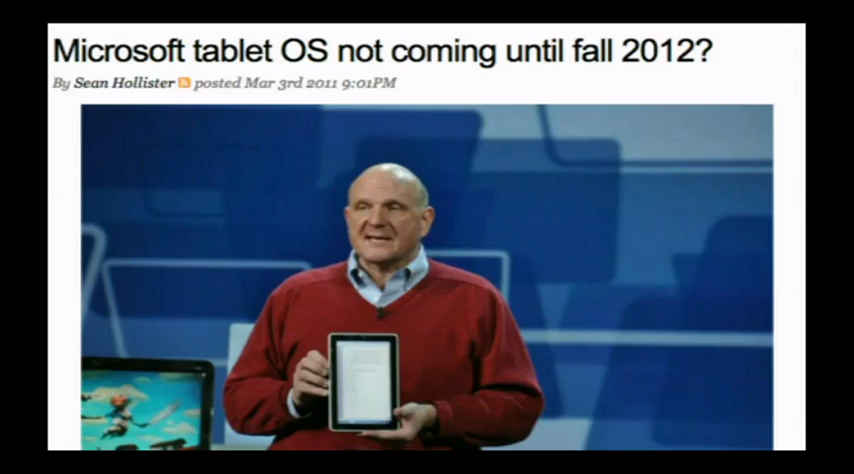 Microsoft tablet OS not coming until fall 2012?
By Sean Hollister posted Mar 3rd 2011 9:01PM